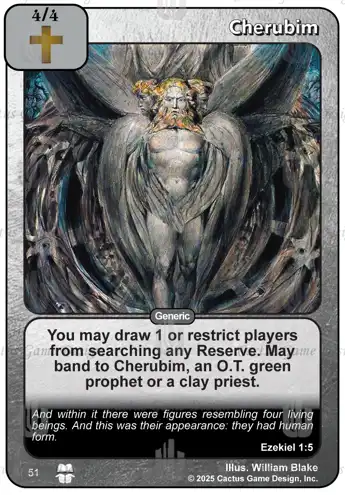 4/4
Cherubim
Generic
You may draw 1 or restrict players
from searching any Reserve. May
band to Cherubim, an O.T. green
prophet or a clay priest.
And within it there were figures resembling four living
beings. And this was their appearance: they had human
form.
Ezekiel 1:5
51
Illus. William Blake
© 2025 Cactus Game Design, Inc.